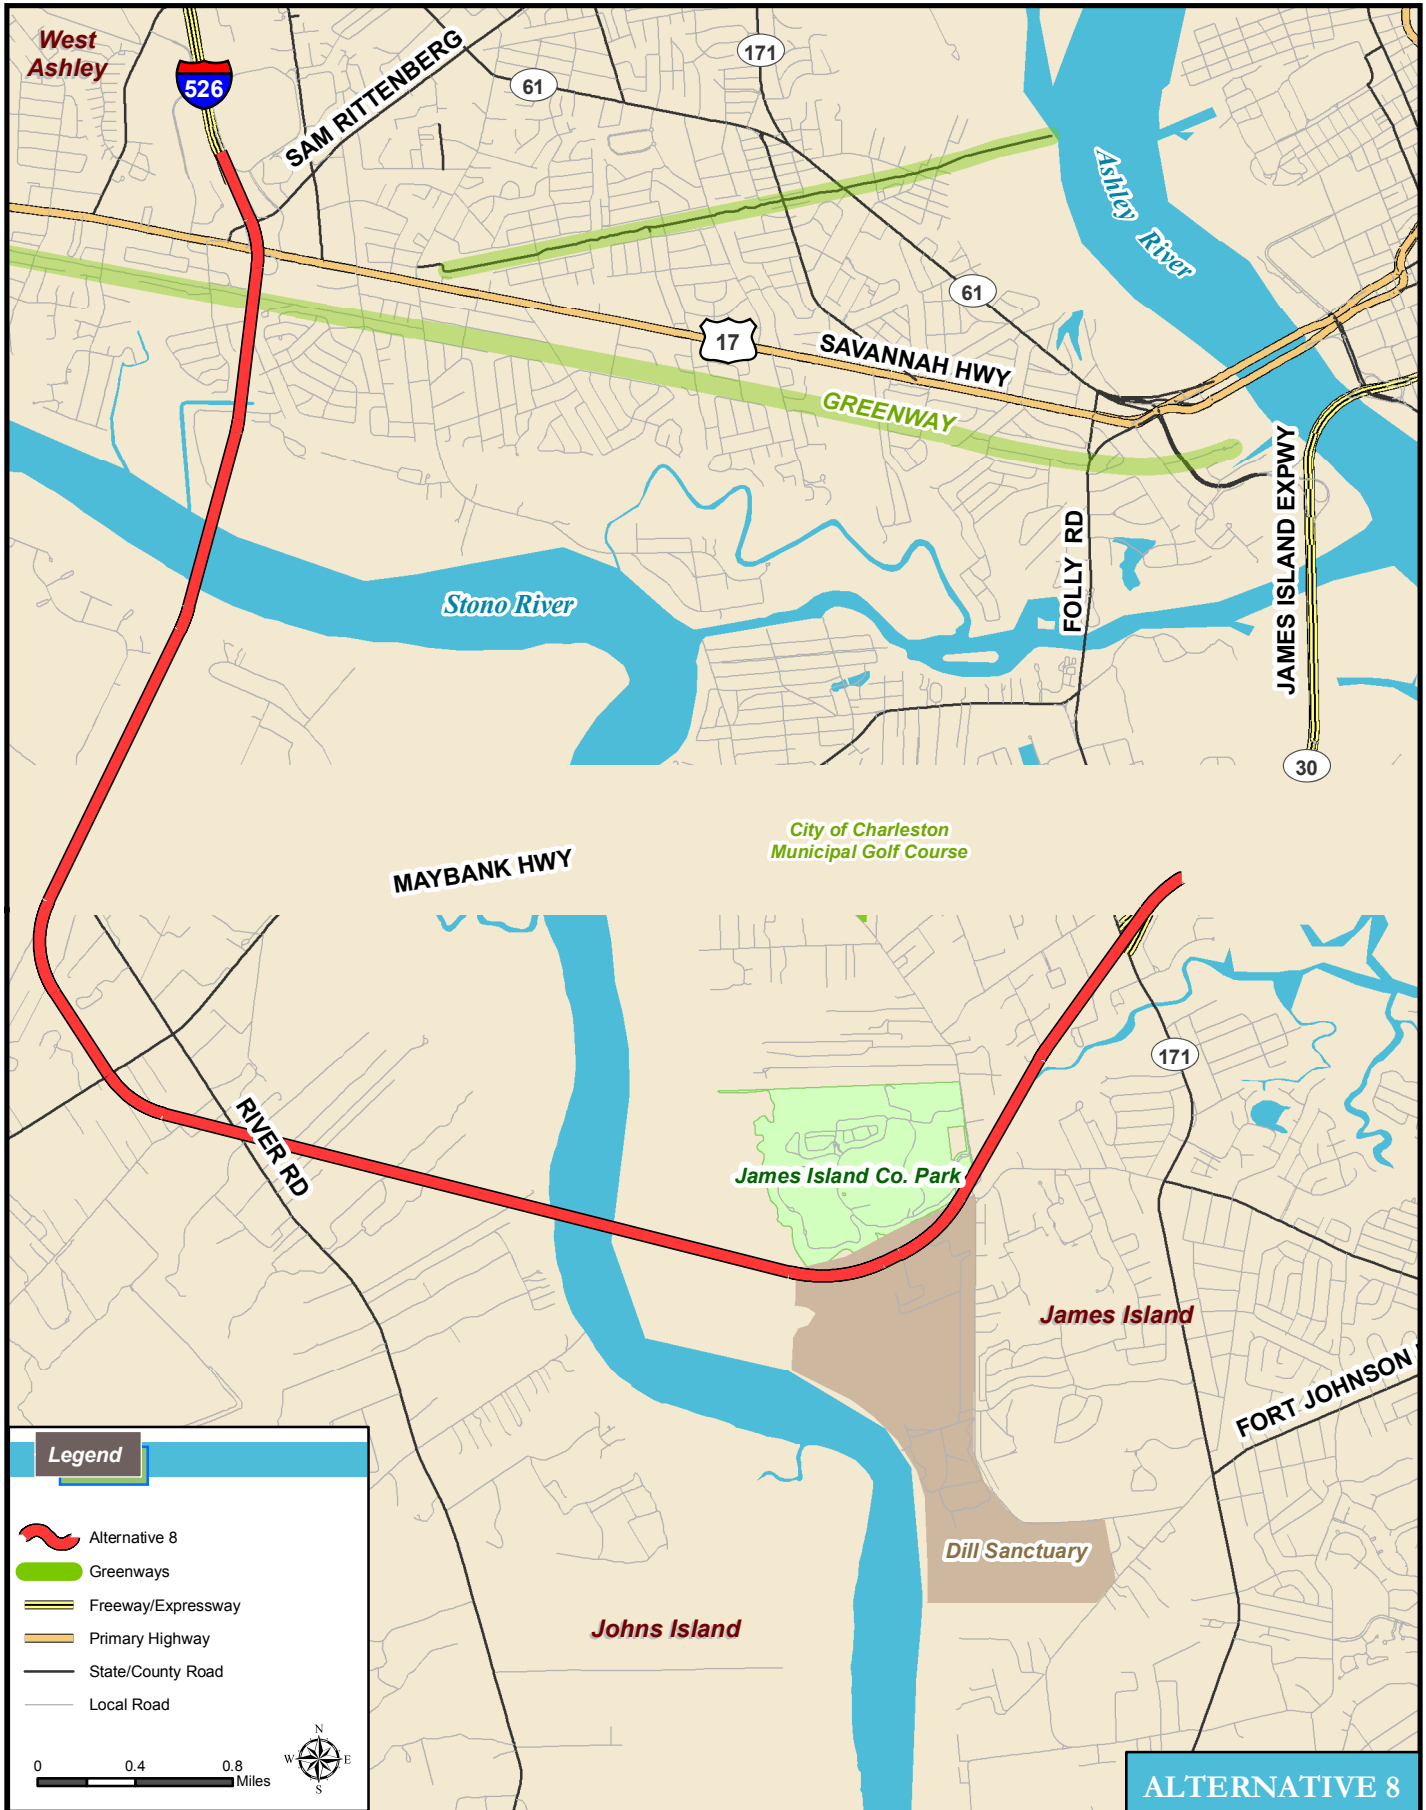 West
Ashley
526
SAM RITTENBERG
61
171
Ashley River
61
17
SAVANNAH HWY
GREENWAY
FOLLY RD
JAMES ISLAND EXPWY
Stono River
30
City of Charleston
Municipal Golf Course
MAYBANK HWY
171
RIVER RD
James Island Co. Park
James Island
FORT JOHNSON
Dill Sanctuary
Johns Island
Legend
Alternative 8
Greenways
Freeway/Expressway
Primary Highway
State/County Road
Local Road
0 0.4 0.8
Miles
N
W E
S
ALTERNATIVE 8